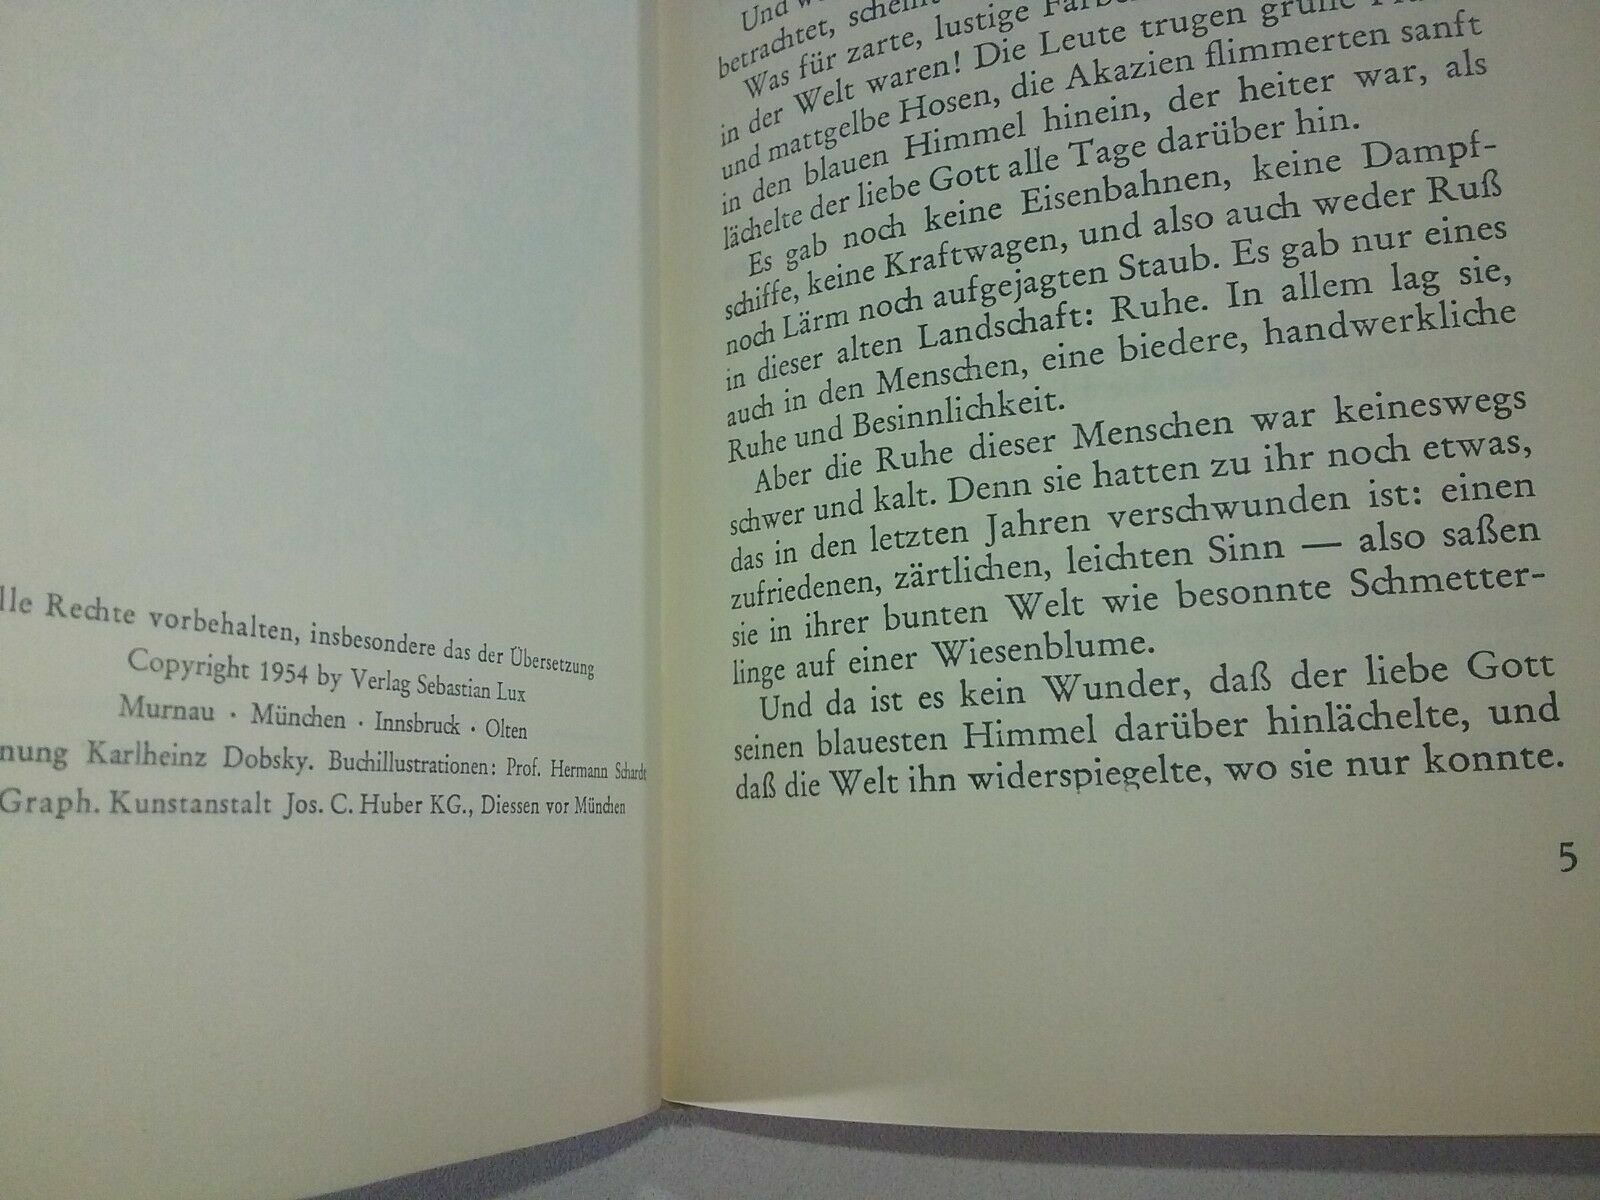 lle Rechte vorbehalten, insbesondere das der Übersetzung
Copyright 1954 by Verlag Sebastian Lux
Murnau · München · Innsbruck · Olten
nung Karlheinz Dobsky. Buchillustrationen: Prof. Hermann Schardt
Graph. Kunstanstalt Jos. C. Huber KG., Diessen vor München
Und
betrachtet,
Was für zarte, lustige
in der Welt waren! Die Leute trugen grüne
und mattgelbe Hosen, die Akazien flimmerten sanft
in den blauen Himmel hinein, der heiter war, als
lächelte der liebe Gott alle Tage darüber hin.
Es gab noch keine Eisenbahnen, keine Dampf-
schiffe, keine Kraftwagen, und also auch weder Ruß
noch Lärm noch aufgejagten Staub. Es gab nur eines
in dieser alten Landschaft: Ruhe. In allem lag sie,
auch in den Menschen, eine biedere, handwerkliche
Ruhe und Besinnlichkeit.
Aber die Ruhe dieser Menschen war keineswegs
schwer und kalt. Denn sie hatten zu ihr noch etwas,
das in den letzten Jahren verschwunden ist: einen
zufriedenen, zärtlichen, leichten Sinn — also saßen
sie in ihrer bunten Welt wie besonnte Schmetter-
linge auf einer Wiesenblume.
Und da ist es kein Wunder, daß der liebe Gott
seinen blauesten Himmel darüber hinlächelte, und
daß die Welt ihn widerspiegelte, wo sie nur konnte.
5